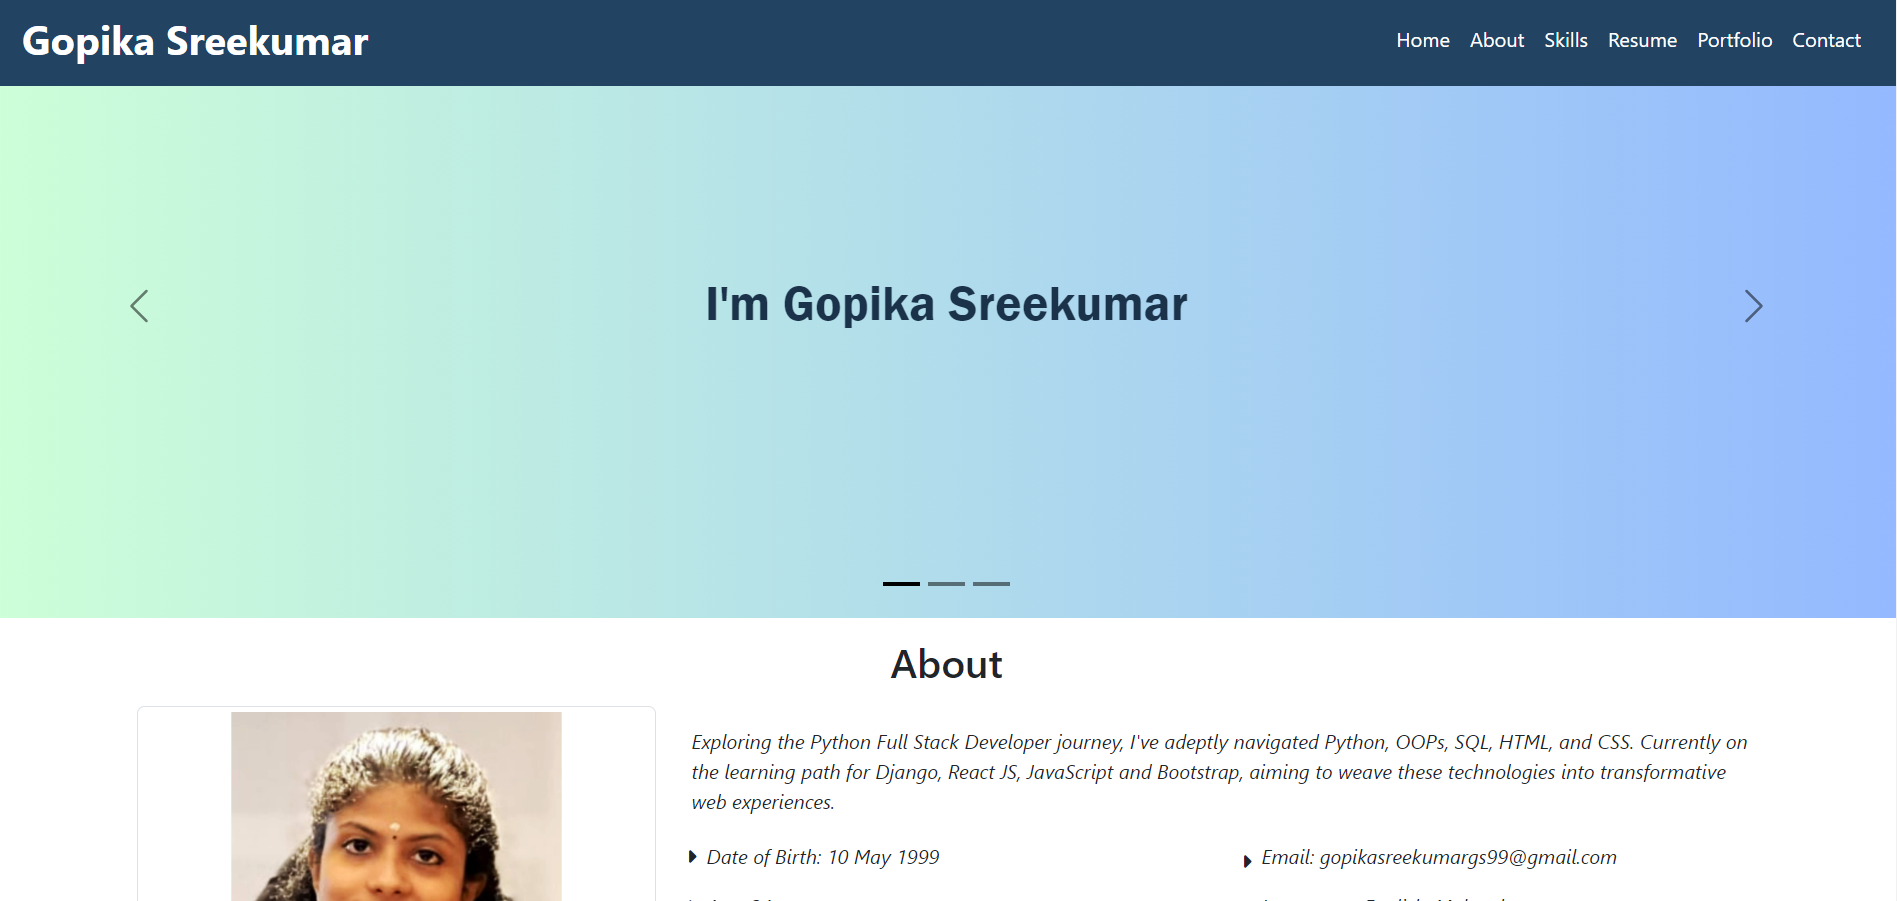 Gopika Sreekumar
Home About Skills Resume Portfolio Contact
I'm Gopika Sreekumar
About
Exploring the Python Full Stack Developer journey, I've adeptly navigated Python, OOPs, SQL, HTML, and CSS. Currently on
the learning path for Django, React JS, JavaScript and Bootstrap, aiming to weave these technologies into transformative
web experiences.
Date of Birth: 10 May 1999
Email: gopikasreekumargs99@gmail.com